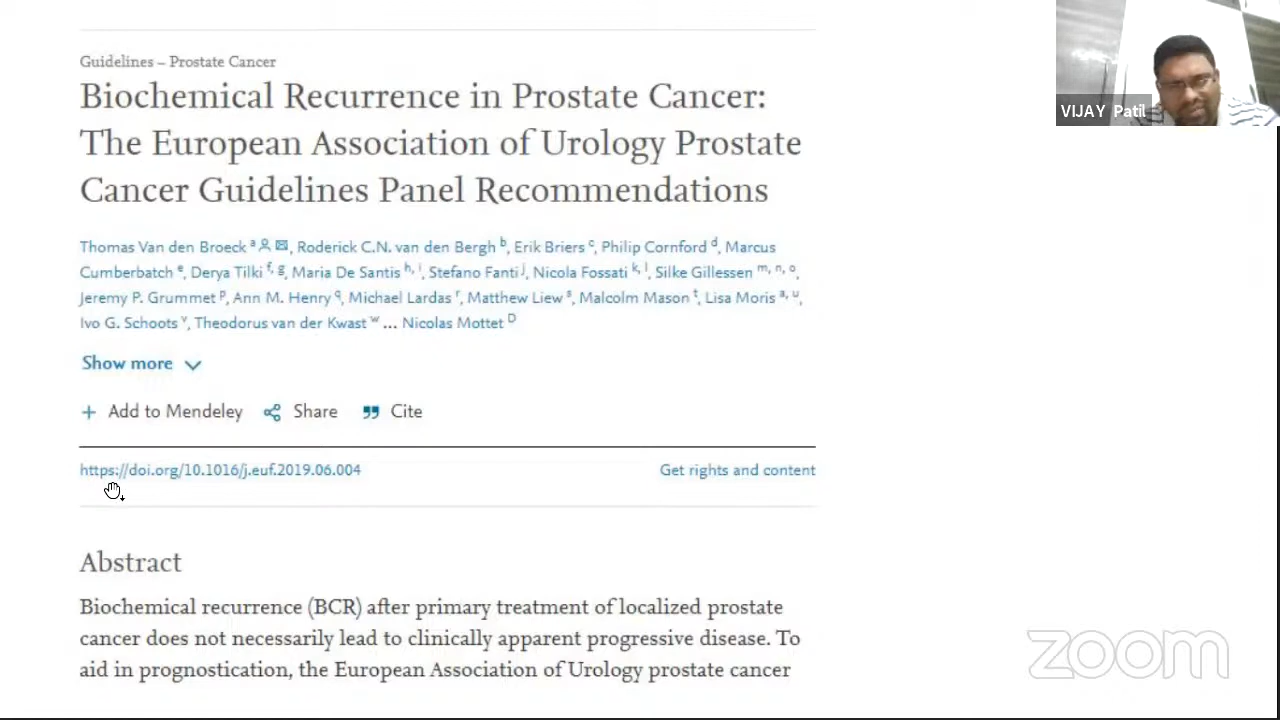 Guidelines – Prostate Cancer
Biochemical Recurrence in Prostate Cancer:
The European Association of Urology Prostate
Cancer Guidelines Panel Recommendations
Thomas Van den Broeck a, Roderick C.N. van den Bergh b, Erik Briers c, Philip Cornford d, Marcus
Cumberbatch e, Derya Tilki f, g, Maria De Santis h, i, Stefano Fanti j, Nicola Fossati k, l, Silke Gillessen m, n, o,
Jeremy P. Grummet p, Ann M. Henry q, Michael Lardas r, Matthew Liew s, Malcolm Mason t, Lisa Moris a, u,
Ivo G. Schoots v, Theodorus van der Kwast w ... Nicolas Mottet D
Show more
+ Add to Mendeley Share Cite
https://doi.org/10.1016/j.euf.2019.06.004 Get rights and content
Abstract
Biochemical recurrence (BCR) after primary treatment of localized prostate
cancer does not necessarily lead to clinically apparent progressive disease. To
aid in prognostication, the European Association of Urology prostate cancer
VIJAY Patil
zoom